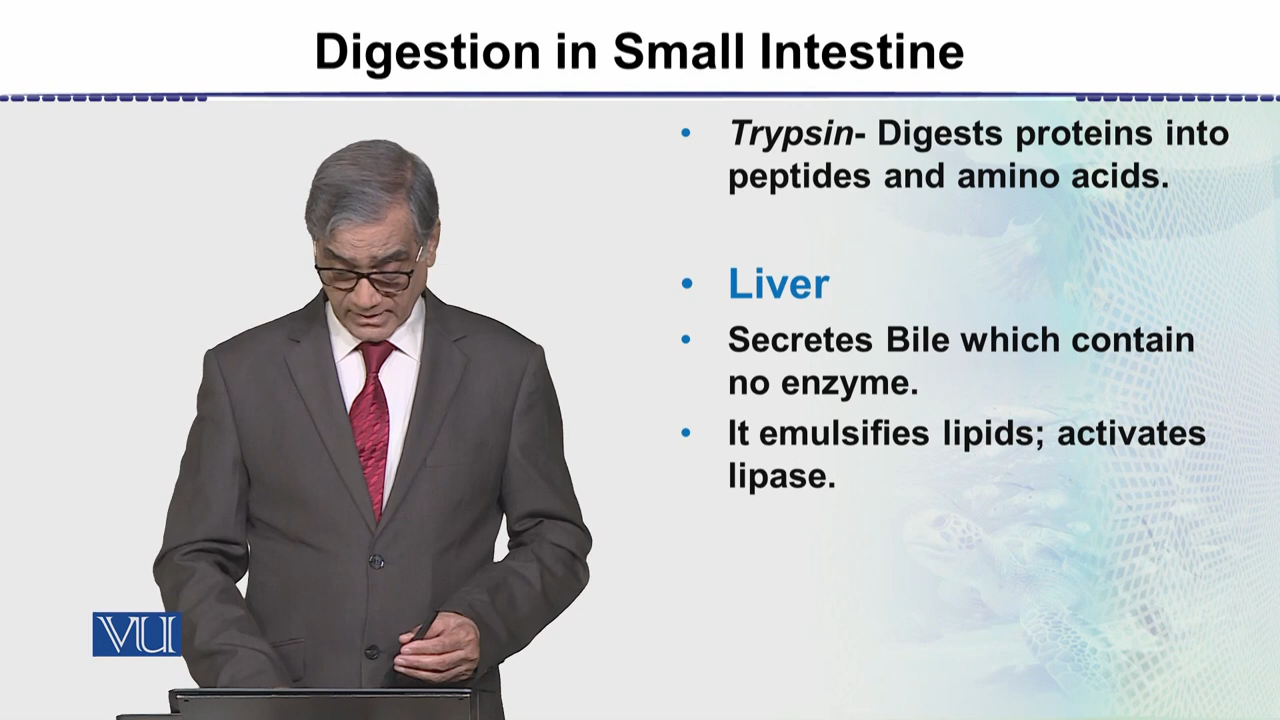 Digestion in Small Intestine
• Trypsin- Digests proteins into
peptides and amino acids.
• Liver
• Secretes Bile which contain
no enzyme.
• It emulsifies lipids; activates
lipase.
VU